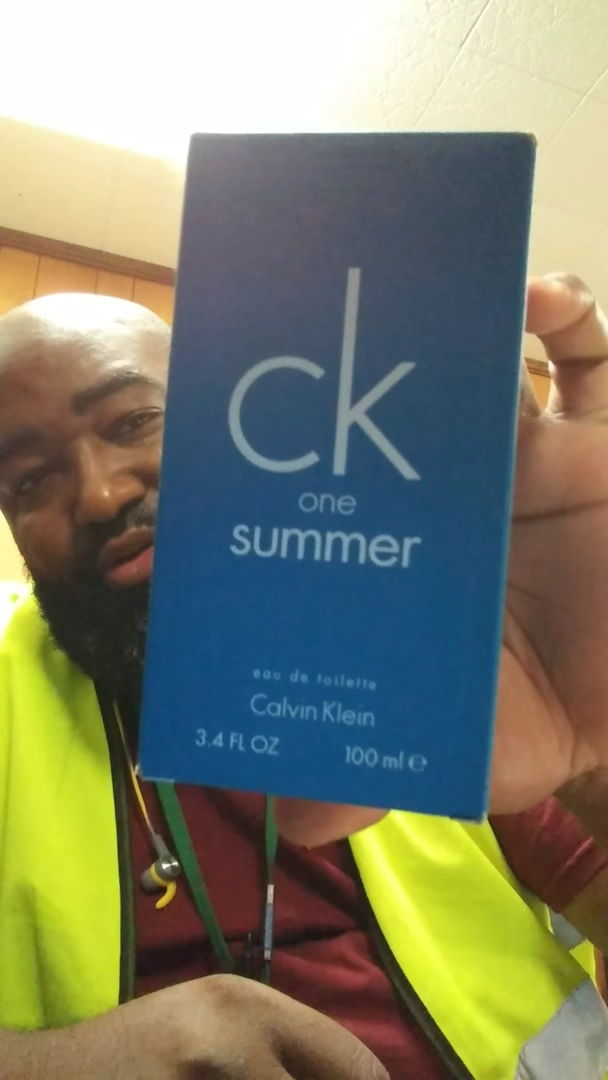 ck
one
summer
eau de toilette
Calvin Klein
3.4 FL OZ 100 ml ℮